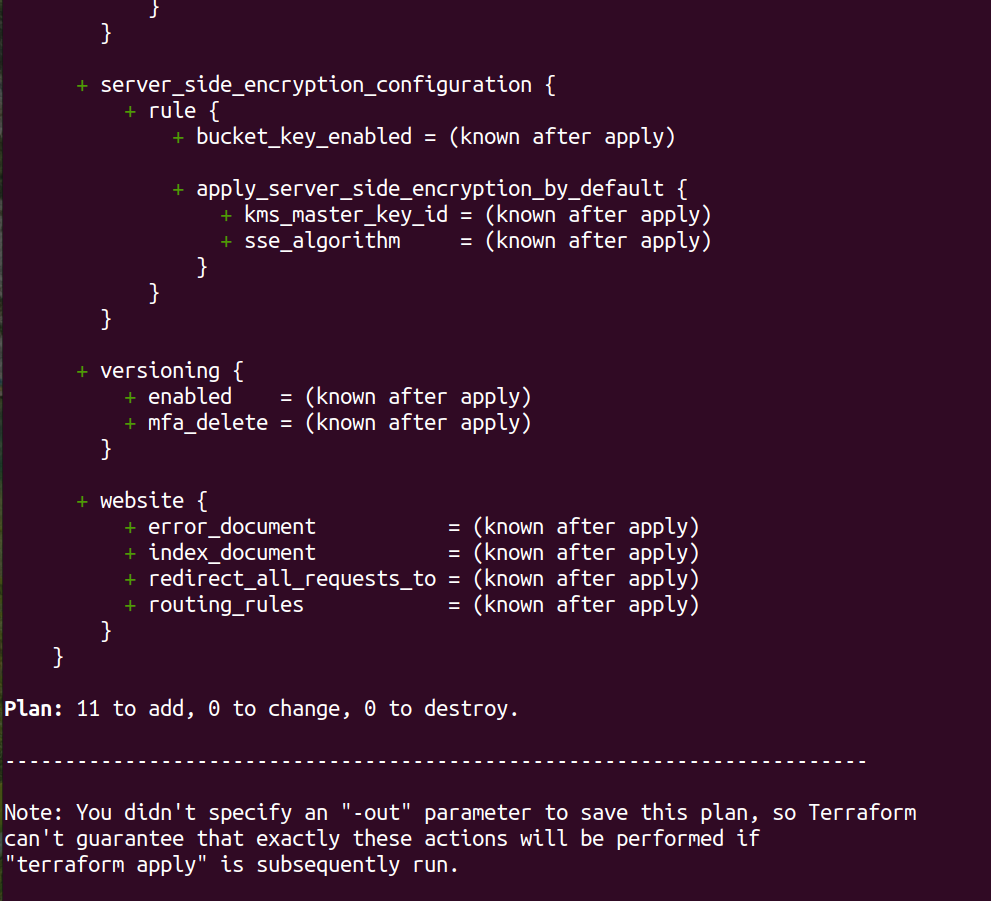 }
}
+ server_side_encryption_configuration {
+ rule {
+ bucket_key_enabled = (known after apply)
+ apply_server_side_encryption_by_default {
+ kms_master_key_id = (known after apply)
+ sse_algorithm     = (known after apply)
}
}
}
+ versioning {
+ enabled    = (known after apply)
+ mfa_delete = (known after apply)
}
+ website {
+ error_document           = (known after apply)
+ index_document           = (known after apply)
+ redirect_all_requests_to = (known after apply)
+ routing_rules            = (known after apply)
}
}
Plan: 11 to add, 0 to change, 0 to destroy.
------------------------------------------------------------------------
Note: You didn't specify an "-out" parameter to save this plan, so Terraform
can't guarantee that exactly these actions will be performed if
"terraform apply" is subsequently run.